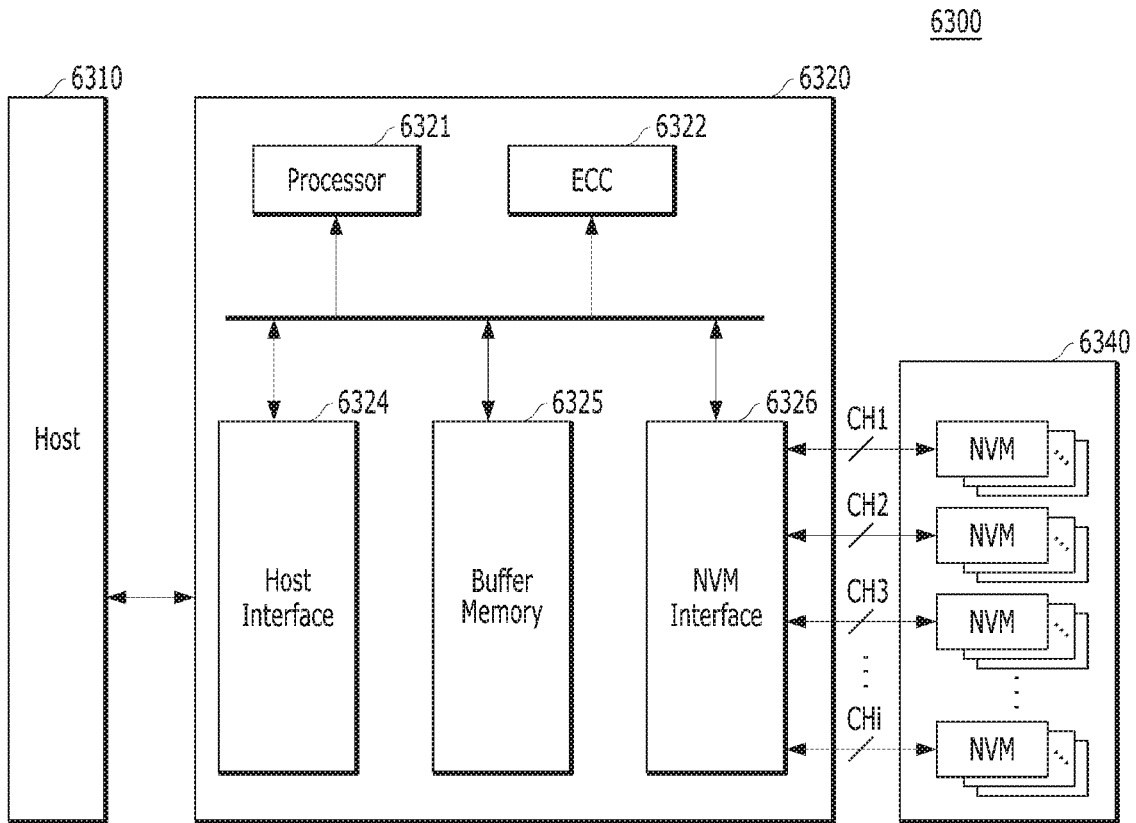 6300
6310
6320
6321
6322
Processor
ECC
6340
6324
6325
6326
CH1
NVM
Host
CH2
NVM
Host
Interface
Buffer
Memory
NVM
Interface
CH3
NVM
CHi
NVM